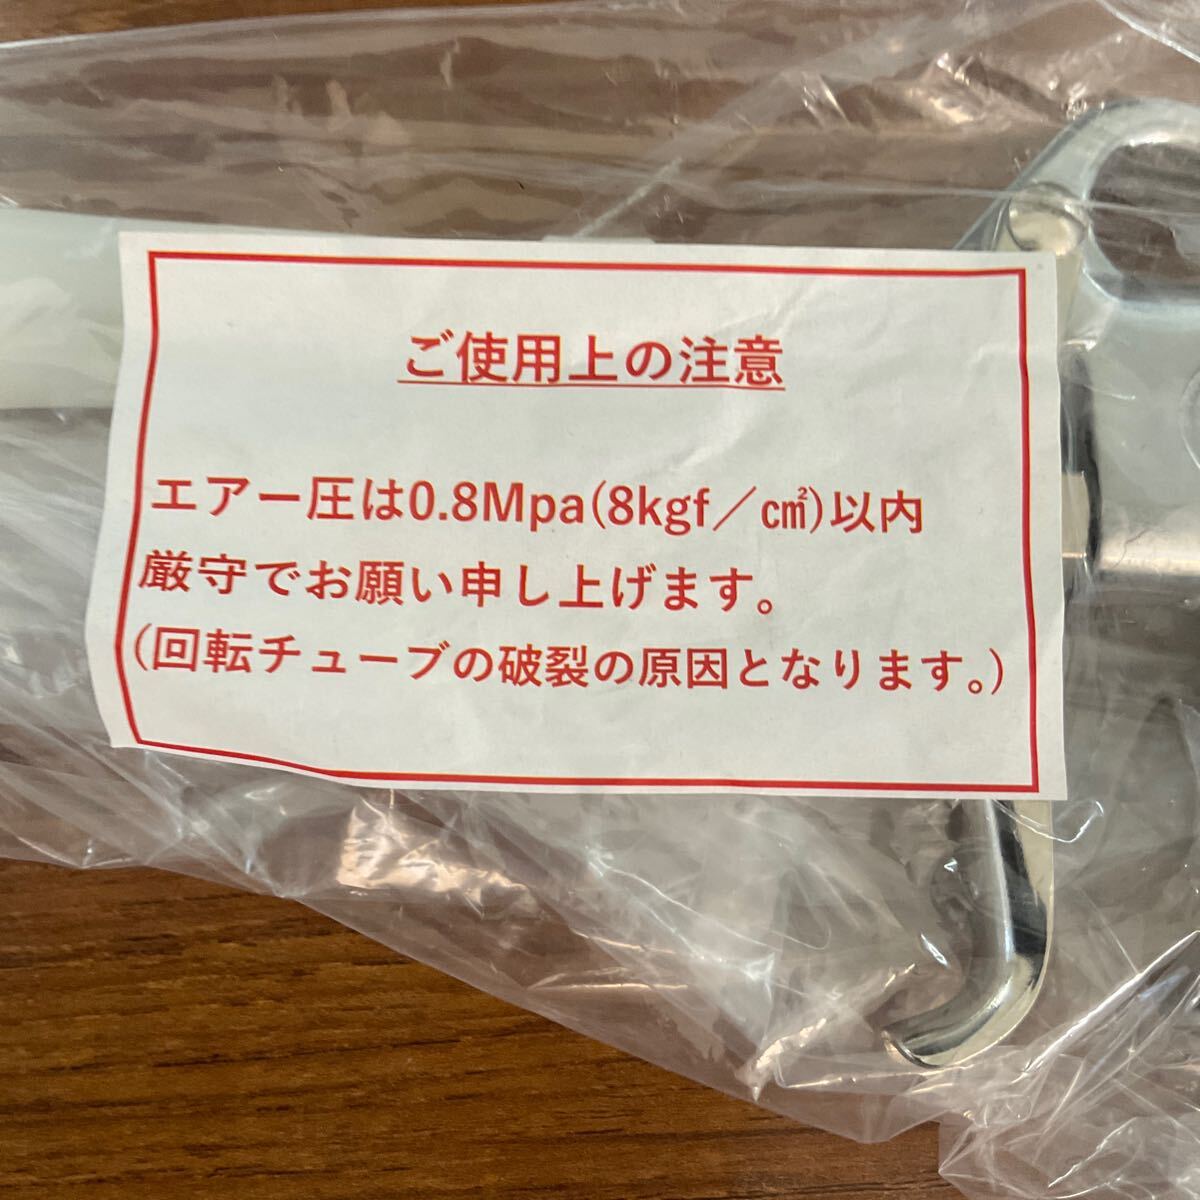 ご使用上の注意
エアー圧は0.8Mpa(8kgf／c㎡)以内
厳守でお願い申し上げます。
(回転チューブの破裂の原因となります。)